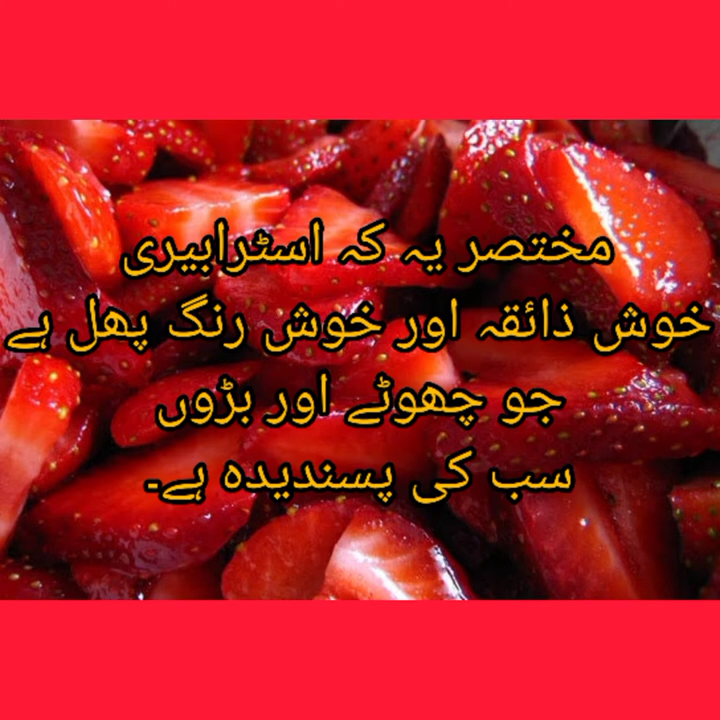 مختصر یہ کہ اسٹرابیری
خوش ذائقہ اور خوش رنگ پھل ہے
جو چھوٹے اور بڑوں
سب کی پسندیدہ ہے۔